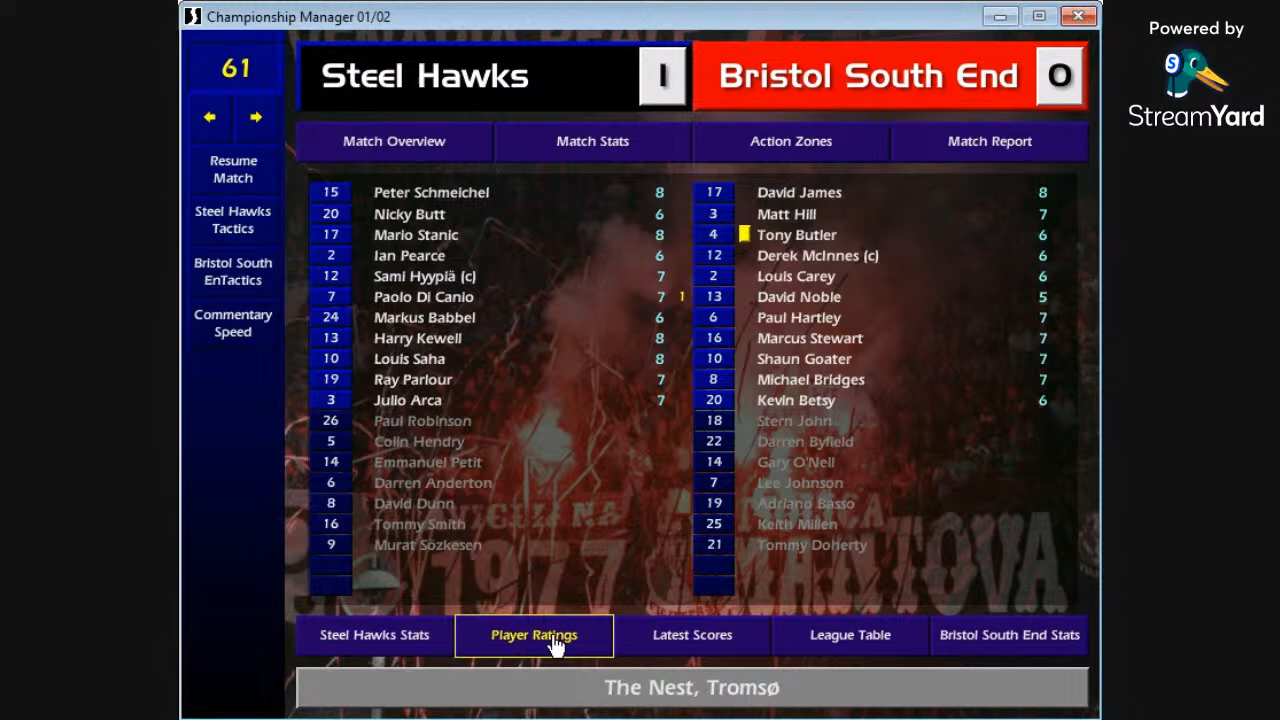 Championship Manager 01/02
Powered by
StreamYard
61
Steel Hawks 1
Bristol South End 0
Match Overview
Match Stats
Action Zones
Match Report
Resume
Match
Steel Hawks
Tactics
Bristol South
EnTactics
Commentary
Speed
15 Peter Schmeichel 8
20 Nicky Butt 6
17 Mario Stanic 8
2 Ian Pearce 6
12 Sami Hyypiä (c) 7
7 Paolo Di Canio 7 1
24 Markus Babbel 6
13 Harry Kewell 8
10 Louis Saha 8
19 Ray Parlour 7
3 Julio Arca 7
26 Paul Robinson
5 Colin Hendry
14 Emmanuel Petit
6 Darren Anderton
8 David Dunn
16 Tommy Smith
9 Murat Sözkesen
17 David James 8
3 Matt Hill 7
4 Tony Butler 6
12 Derek McInnes (c) 6
2 Louis Carey 6
13 David Noble 5
6 Paul Hartley 7
16 Marcus Stewart 7
10 Shaun Goater 7
8 Michael Bridges 7
20 Kevin Betsy 6
18 Stern John
22 Darren Byfield
14 Gary O'Neil
7 Lee Johnson
19 Adriano Basso
25 Keith Millen
21 Tommy Doherty
1977
MANTOVA
Steel Hawks Stats
Player Ratings
Latest Scores
League Table
Bristol South End Stats
The Nest, Tromsø